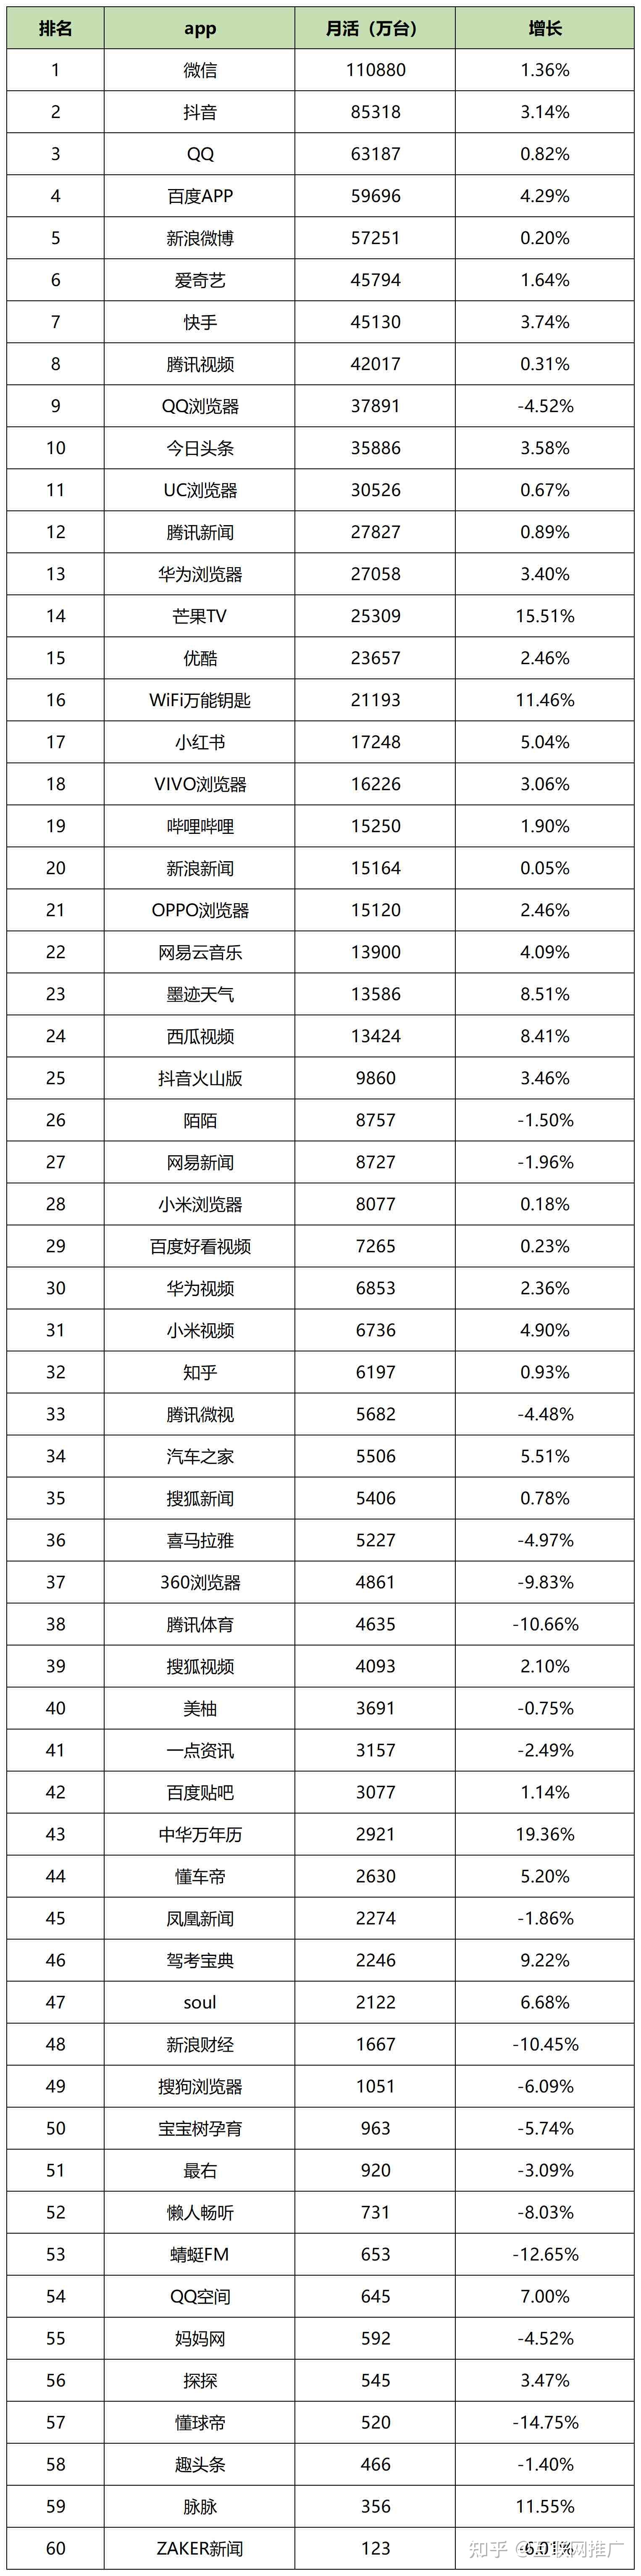 排名 app 月活（万台） 增长
1 微信 110880 1.36%
2 抖音 85318 3.14%
3 QQ 63187 0.82%
4 百度APP 59696 4.29%
5 新浪微博 57251 0.20%
6 爱奇艺 45794 1.64%
7 快手 45130 3.74%
8 腾讯视频 42017 0.31%
9 QQ浏览器 37891 -4.52%
10 今日头条 35886 3.58%
11 UC浏览器 30526 0.67%
12 腾讯新闻 27827 0.89%
13 华为浏览器 27058 3.40%
14 芒果TV 25309 15.51%
15 优酷 23657 2.46%
16 WiFi万能钥匙 21193 11.46%
17 小红书 17248 5.04%
18 VIVO浏览器 16226 3.06%
19 哔哩哔哩 15250 1.90%
20 新浪新闻 15164 0.05%
21 OPPO浏览器 15120 2.46%
22 网易云音乐 13900 4.09%
23 墨迹天气 13586 8.51%
24 西瓜视频 13424 8.41%
25 抖音火山版 9860 3.46%
26 陌陌 8757 -1.50%
27 网易新闻 8727 -1.96%
28 小米浏览器 8077 0.18%
29 百度好看视频 7265 0.23%
30 华为视频 6853 2.36%
31 小米视频 6736 4.90%
32 知乎 6197 0.93%
33 腾讯微视 5682 -4.48%
34 汽车之家 5506 5.51%
35 搜狐新闻 5406 0.78%
36 喜马拉雅 5227 -4.97%
37 360浏览器 4861 -9.83%
38 腾讯体育 4635 -10.66%
39 搜狐视频 4093 2.10%
40 美柚 3691 -0.75%
41 一点资讯 3157 -2.49%
42 百度贴吧 3077 1.14%
43 中华万年历 2921 19.36%
44 懂车帝 2630 5.20%
45 凤凰新闻 2274 -1.86%
46 驾考宝典 2246 9.22%
47 soul 2122 6.68%
48 新浪财经 1667 -10.45%
49 搜狗浏览器 1051 -6.09%
50 宝宝树孕育 963 -5.74%
51 最右 920 -3.09%
52 懒人畅听 731 -8.03%
53 蜻蜓FM 653 -12.65%
54 QQ空间 645 7.00%
55 妈妈网 592 -4.52%
56 探探 545 3.47%
57 懂球帝 520 -14.75%
58 趣头条 466 -1.40%
59 脉脉 356 11.55%
60 ZAKER新闻 123 -6.01%
知乎 @互联网推广